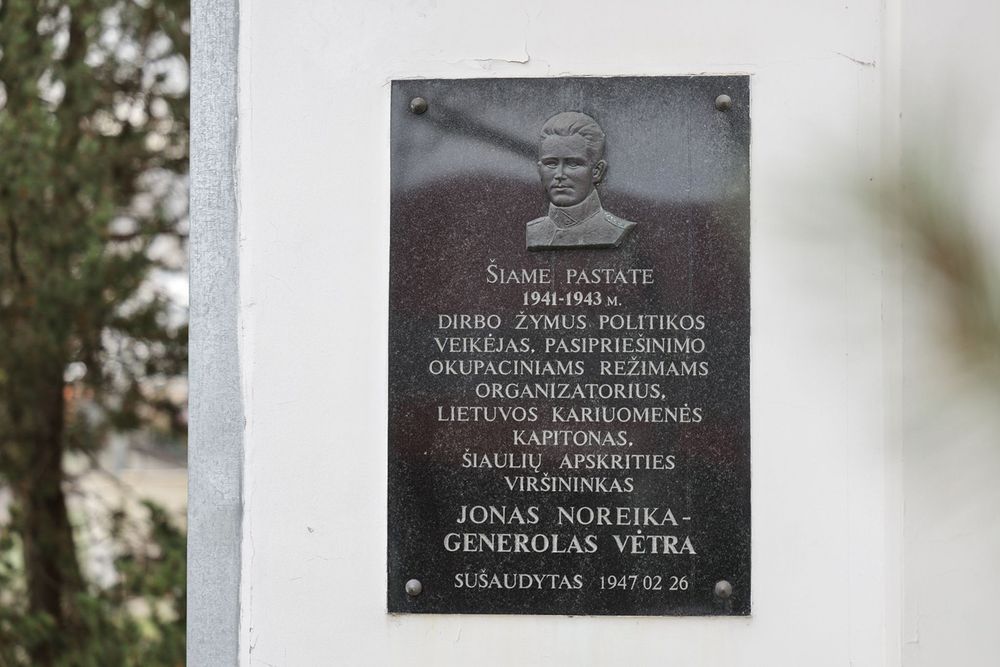 ŠIAME PASTATE
1941-1943 M.
DIRBO ŽYMUS POLITIKOS
VEIKĖJAS, PASIPRIEŠINIMO
OKUPACINIAMS REŽIMAMS
ORGANIZATORIUS,
LIETUVOS KARIUOMENĖS
KAPITONAS,
ŠIAULIŲ APSKRITIES
VIRŠININKAS
JONAS NOREIKA-
GENEROLAS VĖTRA
SUŠAUDYTAS 1947 02 26